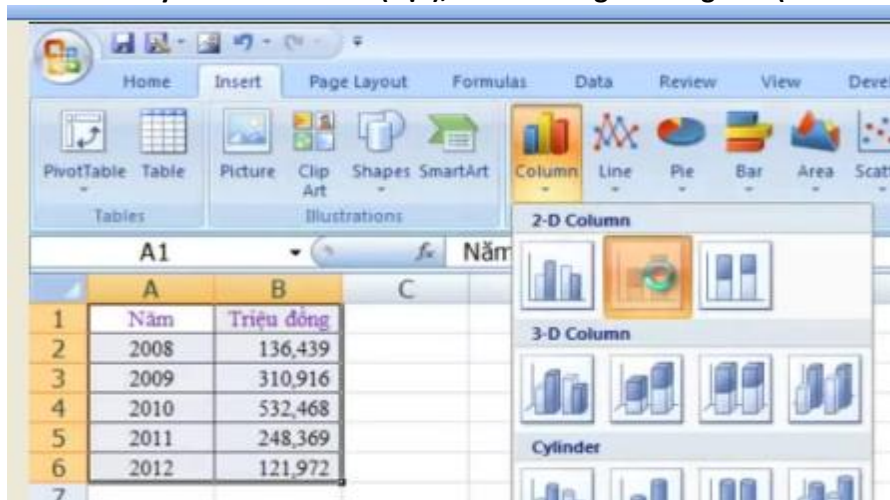 Home Insert Page Layout Formulas Data Review View Deve
PivotTable Table Picture Clip Art Shapes SmartArt Column Line Pie Bar Area Scatt
Tables Illustrations
2-D Column
A1 fx Năm
A B C
1 Năm Triệu đồng
2 2008 136,439
3 2009 310,916
3-D Column
4 2010 532,468
5 2011 248,369
Cylinder
6 2012 121,972
7